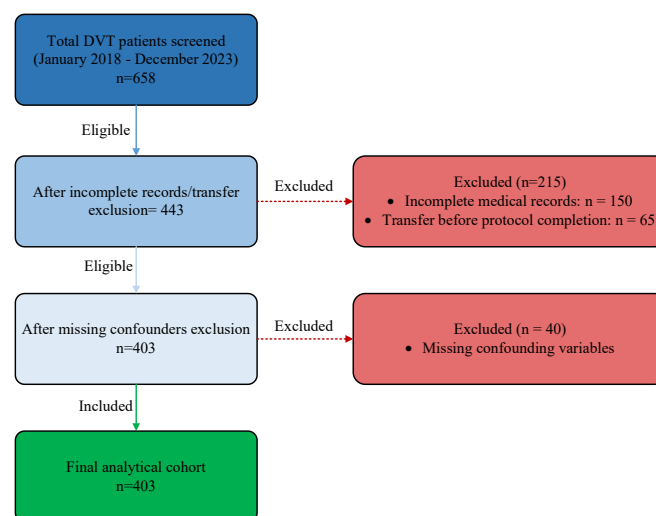 Total DVT patients screened
(January 2018 - December 2023)
n=658
Eligible
After incomplete records/transfer
exclusion= 443
Excluded
Excluded (n=215)
● Incomplete medical records: n = 150
● Transfer before protocol completion: n = 65
Eligible
After missing confounders exclusion
n=403
Excluded
Excluded (n = 40)
● Missing confounding variables
Included
Final analytical cohort
n=403